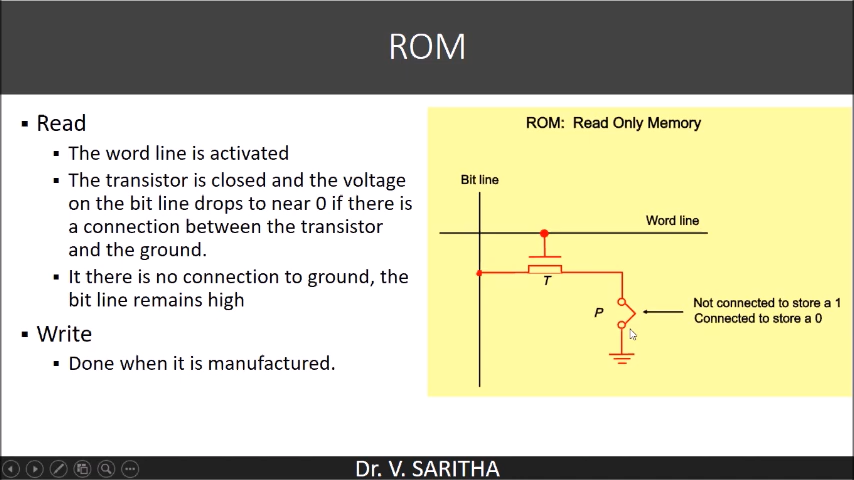 ROM
▪ Read
▪ The word line is activated
▪ The transistor is closed and the voltage
on the bit line drops to near 0 if there is
a connection between the transistor
and the ground.
▪ It there is no connection to ground, the
bit line remains high
▪ Write
▪ Done when it is manufactured.
ROM: Read Only Memory
Bit line
Word line
T
P
Not connected to store a 1
Connected to store a 0
Dr. V. SARITHA